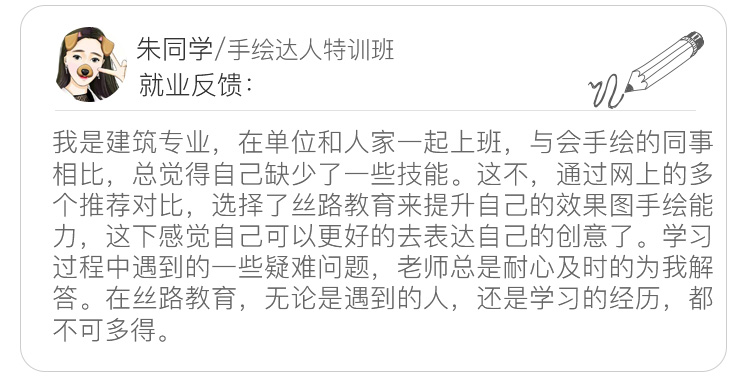 朱同学/手绘达人特训班
就业反馈：
我是建筑专业，在单位和人家一起上班，与会手绘的同事
相比，总觉得自己缺少了一些技能。这不，通过网上的多
个推荐对比，选择了丝路教育来提升自己的效果图手绘能
力，这下感觉自己可以更好的去表达自己的创意了。学习
过程中遇到的一些疑难问题，老师总是耐心及时的为我解
答。在丝路教育，无论是遇到的人，还是学习的经历，都
不可多得。